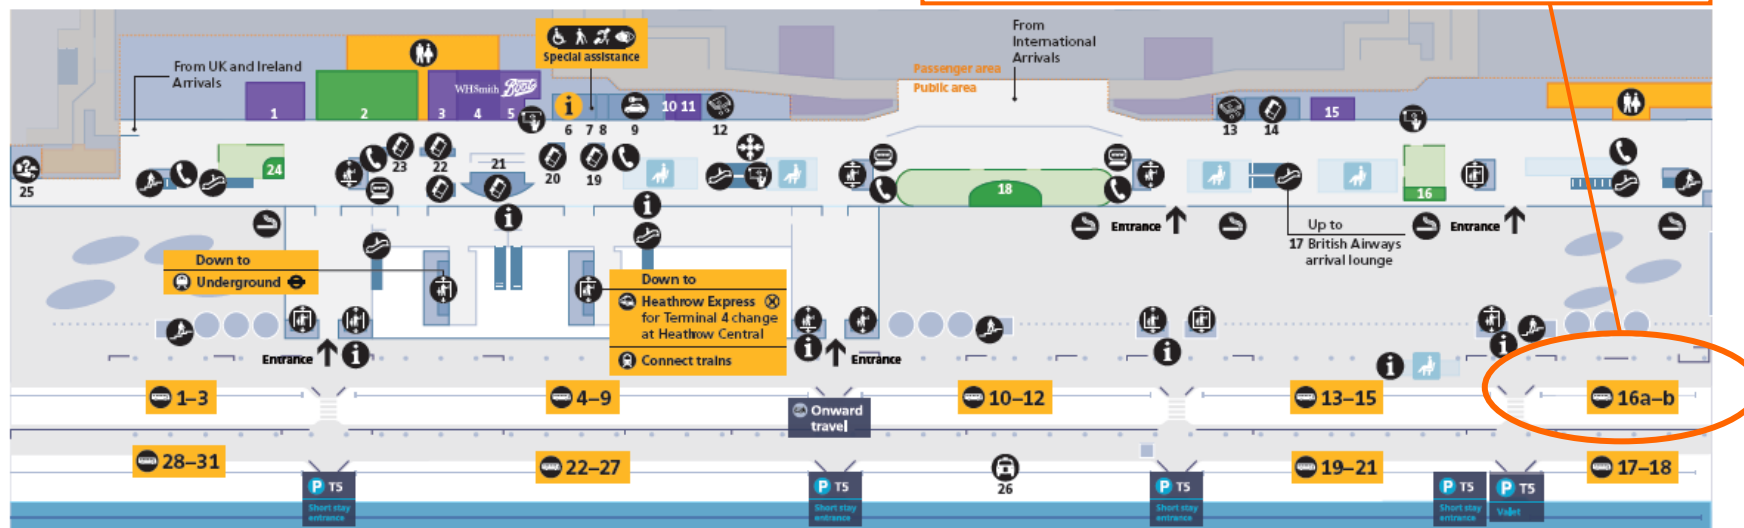 From
International
Arrivals
Special assistance
From UK and Ireland
Arrivals
Passenger area
Public area
WHSmith Boots
1
2
3
4
5
6
7
8
9
10
11
12
13
14
15
25
24
23
22
21
20
19
18
16
Entrance
Entrance
Up to
17 British Airways
arrival lounge
Down to
Underground
Down to
Heathrow Express
for Terminal 4 change
at Heathrow Central
Connect trains
Entrance
Entrance
1–3
4–9
10–12
13–15
16a–b
Onward
travel
28–31
22–27
26
19–21
17–18
P T5
Short stay
entrance
P T5
Short stay
entrance
P T5
Short stay
entrance
P T5
Short stay
entrance
P T5
Valet